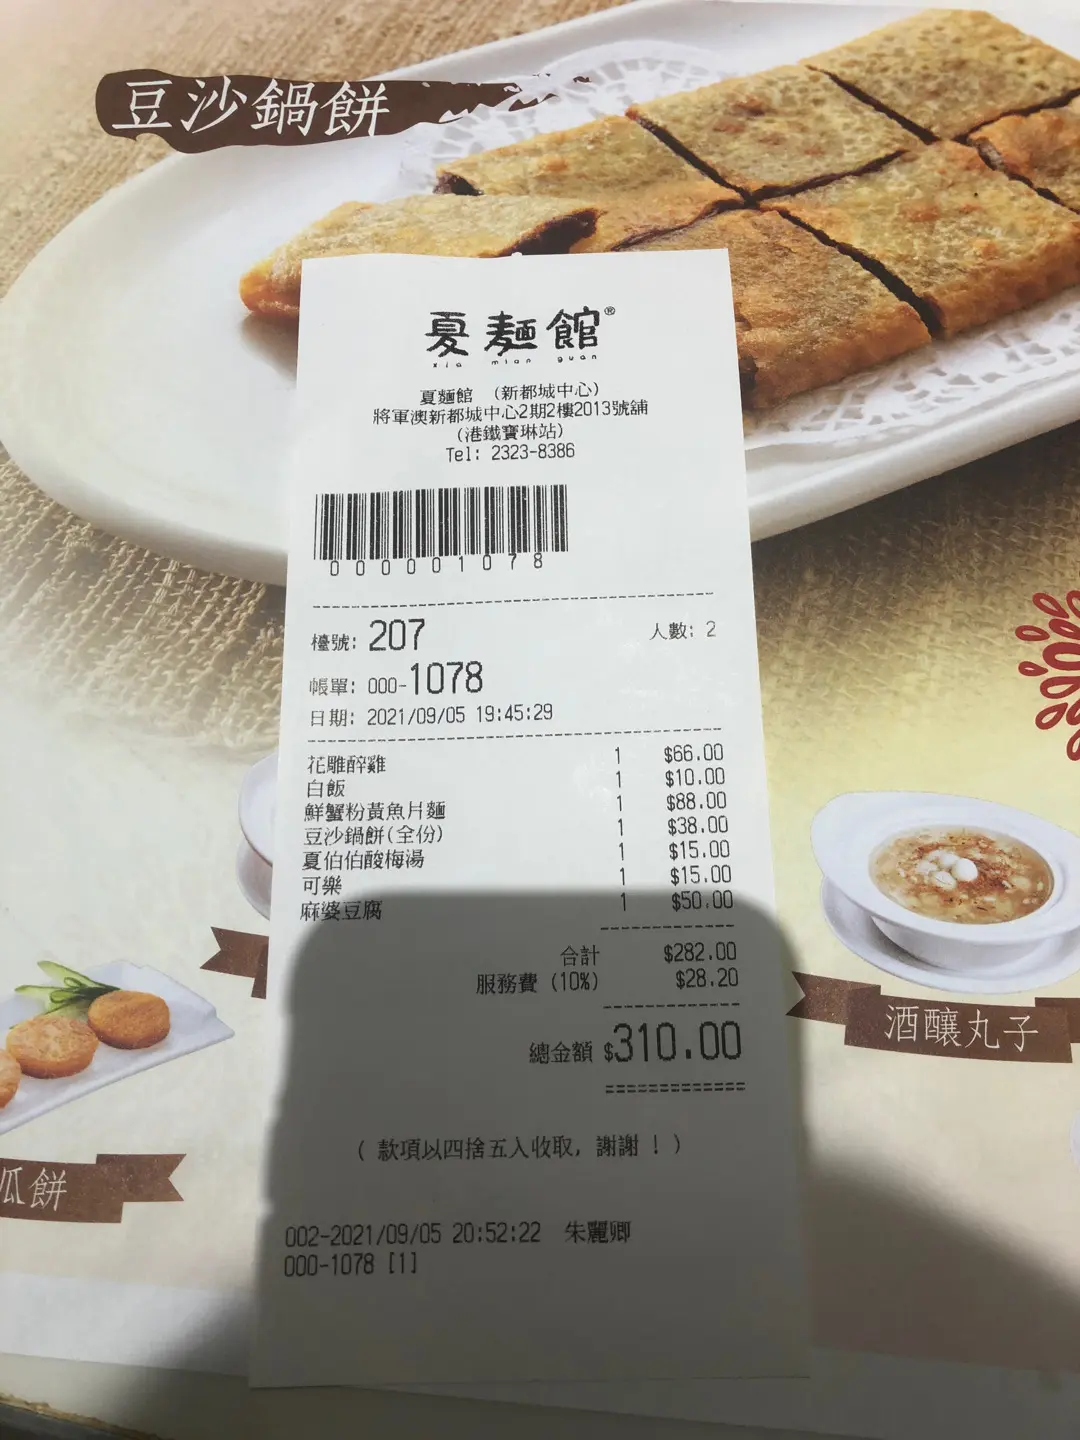 豆沙鍋餅
夏麵館®
xia mian guan
夏麵館 （新都城中心）
將軍澳新都城中心2期2樓2013號舖
（港鐵寶琳站）
Tel: 2323-8386
0000001078
檯號: 207 人數: 2
帳單: 000-1078
日期: 2021/09/05 19:45:29
花雕醉雞 1 $66.00
白飯 1 $10.00
鮮蟹粉黃魚片麵 1 $88.00
豆沙鍋餅(全份) 1 $38.00
夏伯伯酸梅湯 1 $15.00
可樂 1 $15.00
麻婆豆腐 1 $50.00
合計 $282.00
服務費 (10%) $28.20
總金額 $310.00
( 款項以四捨五入收取, 謝謝 ! )
002-2021/09/05 20:52:22 朱麗卿
000-1078 [1]
酒釀丸子
瓜餅